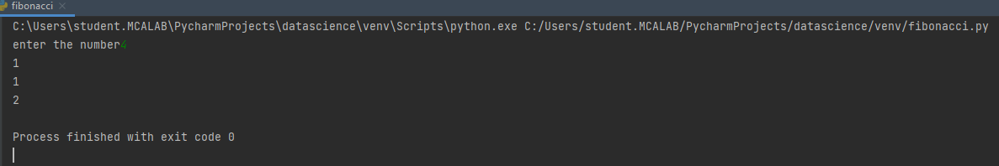 fibonacci
C:\Users\student.MCALAB\PycharmProjects\datascience\venv\Scripts\python.exe C:/Users/student.MCALAB/PycharmProjects/datascience/venv/fibonacci.py
enter the number4
1
1
2
Process finished with exit code 0